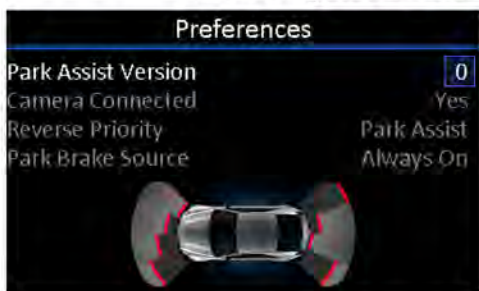 Preferences
Park Assist Version 0
Camera Connected Yes
Reverse Priority Park Assist
Park Brake Source Always On